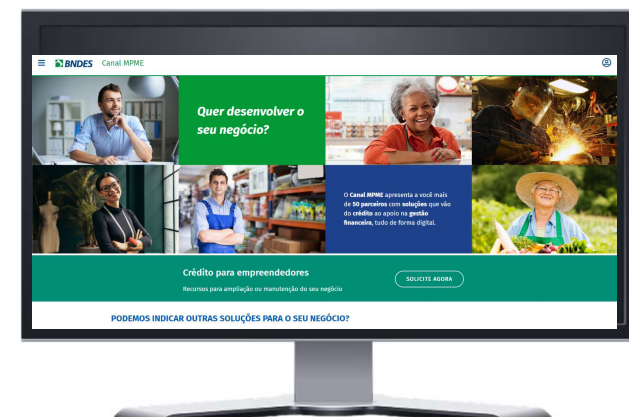 BNDES Canal MPME
Quer desenvolver o
seu negócio?
O Canal MPME apresenta a você mais
de 50 parceiros com soluções que vão
do crédito ao apoio na gestão
financeira, tudo de forma digital.
Crédito para empreendedores
Recursos para ampliação ou manutenção do seu negócio
SOLICITE AGORA
PODEMOS INDICAR OUTRAS SOLUÇÕES PARA O SEU NEGÓCIO?